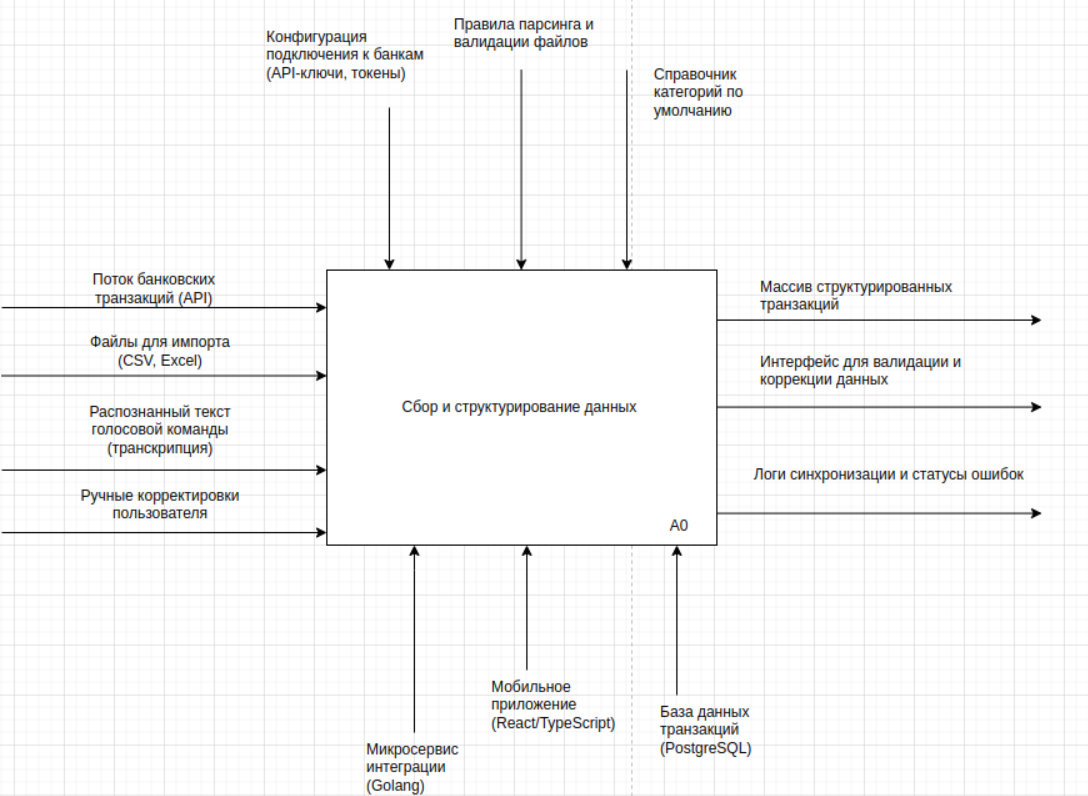 Конфигурация
подключения к банкам
(API-ключи, токены)
Правила парсинга и
валидации файлов
Справочник
категорий по
умолчанию
Поток банковских
транзакций (API)
Файлы для импорта
(CSV, Excel)
Распознанный текст
голосовой команды
(транскрипция)
Ручные корректировки
пользователя
Сбор и структурирование данных
A0
Массив структурированных
транзакций
Интерфейс для валидации и
коррекции данных
Логи синхронизации и статусы ошибок
Микросервис
интеграции
(Golang)
Мобильное
приложение
(React/TypeScript)
База данных
транзакций
(PostgreSQL)